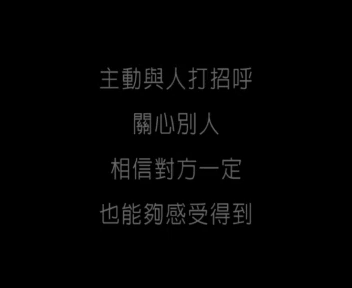 主動與人打招呼
關心別人
相信對方一定
也能夠感受得到